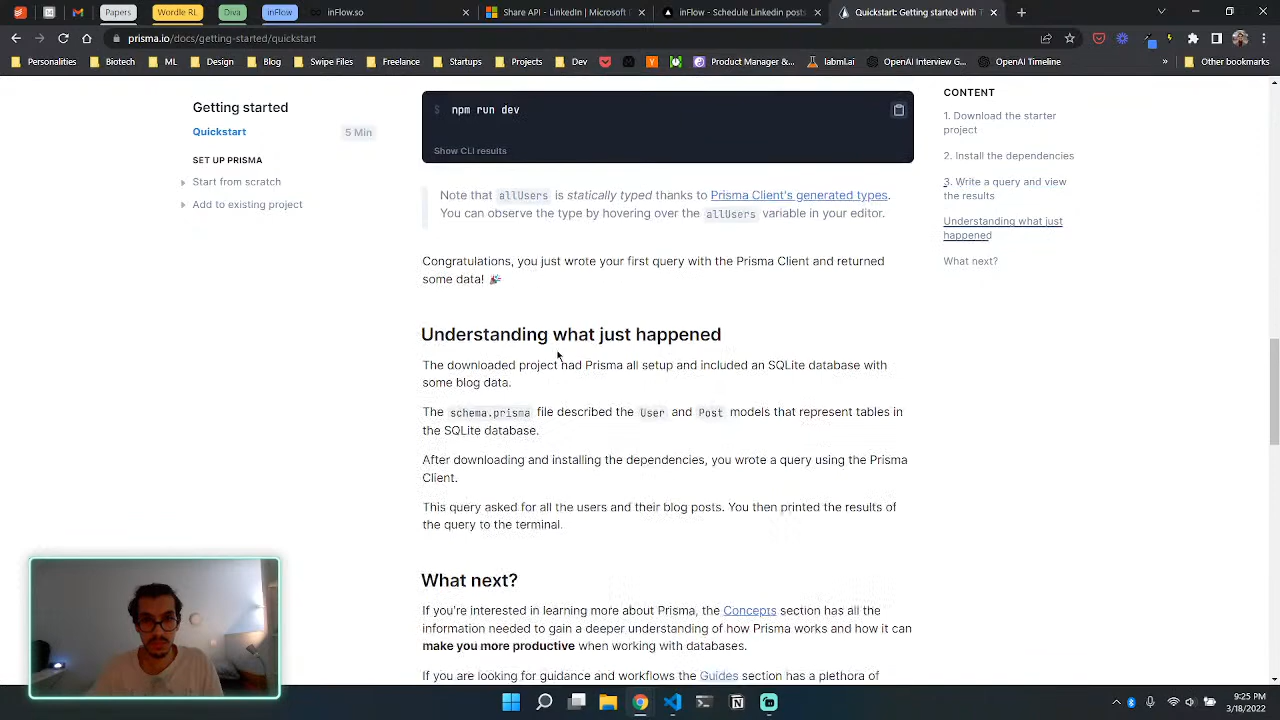 Papers
Wordle RL
Diva
inFlow
inFlow.so
Share API - LinkedIn | Microsoft D
inFlow - Schedule Linkedin posts
Quickstart: Getting started with T
prisma.io/docs/getting-started/quickstart
Personalities
Biotech
ML
Design
Blog
Swipe File
Freelance
Startups
Projects
Dev
Product Manager &...
labml.ai
OpenAI Interview...
OpenAI Timeline
»
Other bookmarks
Getting started
Quickstart
5 Min
SET UP PRISMA
Start from scratch
Add to existing project
$ npm run dev
Show CLI results
Note that allUsers is statically typed thanks to Prisma Client's generated types.
You can observe the type by hovering over the allUsers variable in your editor.
Congratulations, you just wrote your first query with the Prisma Client and returned
some data! 🎉
Understanding what just happened
The downloaded project had Prisma all setup and included an SQLite database with
some blog data.
The schema.prisma file described the User and Post models that represent tables in
the SQLite database.
After downloading and installing the dependencies, you wrote a query using the Prisma
Client.
This query asked for all the users and their blog posts. You then printed the results of
the query to the terminal.
What next?
If you're interested in learning more about Prisma, the Concepts section has all the
information needed to gain a deeper understanding of how Prisma works and how it can
make you more productive when working with databases.
If you are looking for guidance and workflows the Guides section has a plethora of
CONTENT
1. Download the starter
project
2. Install the dependencies
3. Write a query and view
the results
Understanding what just
happened
What next?
9:25 PM
3/18/2022